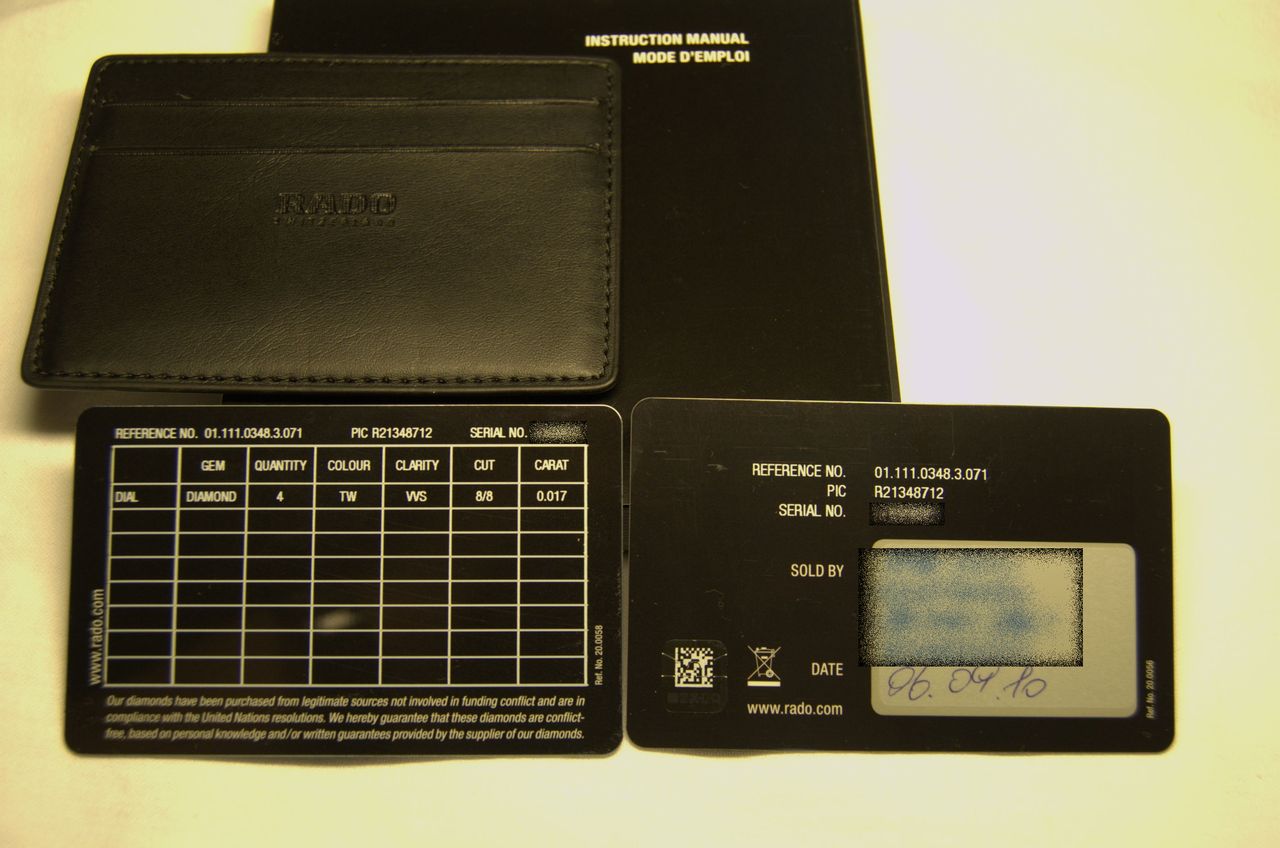 INSTRUCTION MANUAL
MODE D'EMPLOI
RADO
SWITZERLAND
REFERENCE NO. 01.111.0348.3.071 PIC R21348712 SERIAL NO.
GEM QUANTITY COLOUR CLARITY CUT CARAT
DIAL DIAMOND 4 TW VVS 8/8 0.017
www.rado.com
Ref. No. 20.0058
Our diamonds have been purchased from legitimate sources not involved in funding conflict and are in
compliance with the United Nations resolutions. We hereby guarantee that these diamonds are conflict-
free, based on personal knowledge and/or written guarantees provided by the supplier of our diamonds.
REFERENCE NO. 01.111.0348.3.071
PIC R21348712
SERIAL NO.
SOLD BY
DATE 06.04.10
www.rado.com
Ref. No. 20.0056